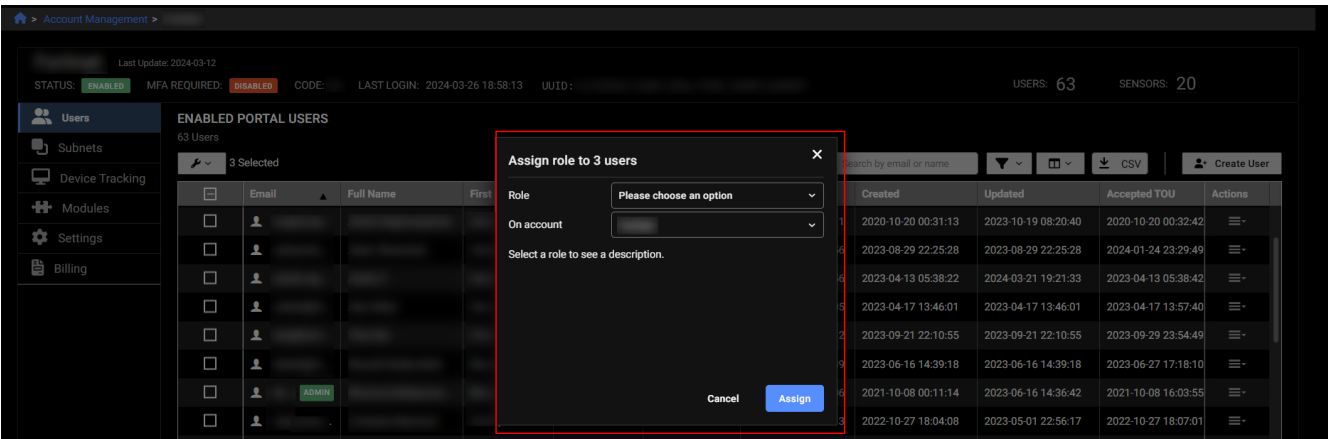 > Account Management >
Last Update: 2024-03-12
STATUS: ENABLED MFA REQUIRED: DISABLED CODE: LAST LOGIN: 2024-03-26 18:58:13 UUID: USERS: 63 SENSORS: 20
Users
Subnets
Device Tracking
Modules
Settings
Billing
ENABLED PORTAL USERS
63 Users
3 Selected
Search by email or name
CSV
Create User
Email Full Name First Created Updated Accepted TOU Actions
2020-10-20 00:31:13 2023-10-19 08:20:40 2020-10-20 00:32:42
2023-08-29 22:25:28 2023-08-29 22:25:28 2024-01-24 23:29:49
2023-04-13 05:38:22 2024-03-21 19:21:33 2023-04-13 05:38:42
2023-04-17 13:46:01 2023-04-17 13:46:01 2023-04-17 13:57:40
2023-09-21 22:10:55 2023-09-21 22:10:55 2023-09-29 23:54:49
2023-06-16 14:39:18 2023-06-16 14:39:18 2023-06-27 17:18:10
ADMIN 2021-10-08 00:11:14 2023-06-16 14:36:42 2021-10-08 16:03:55
2022-10-27 18:04:08 2023-05-01 22:56:17 2022-10-27 18:07:01
Assign role to 3 users
Role Please choose an option
On account
Select a role to see a description.
Cancel Assign